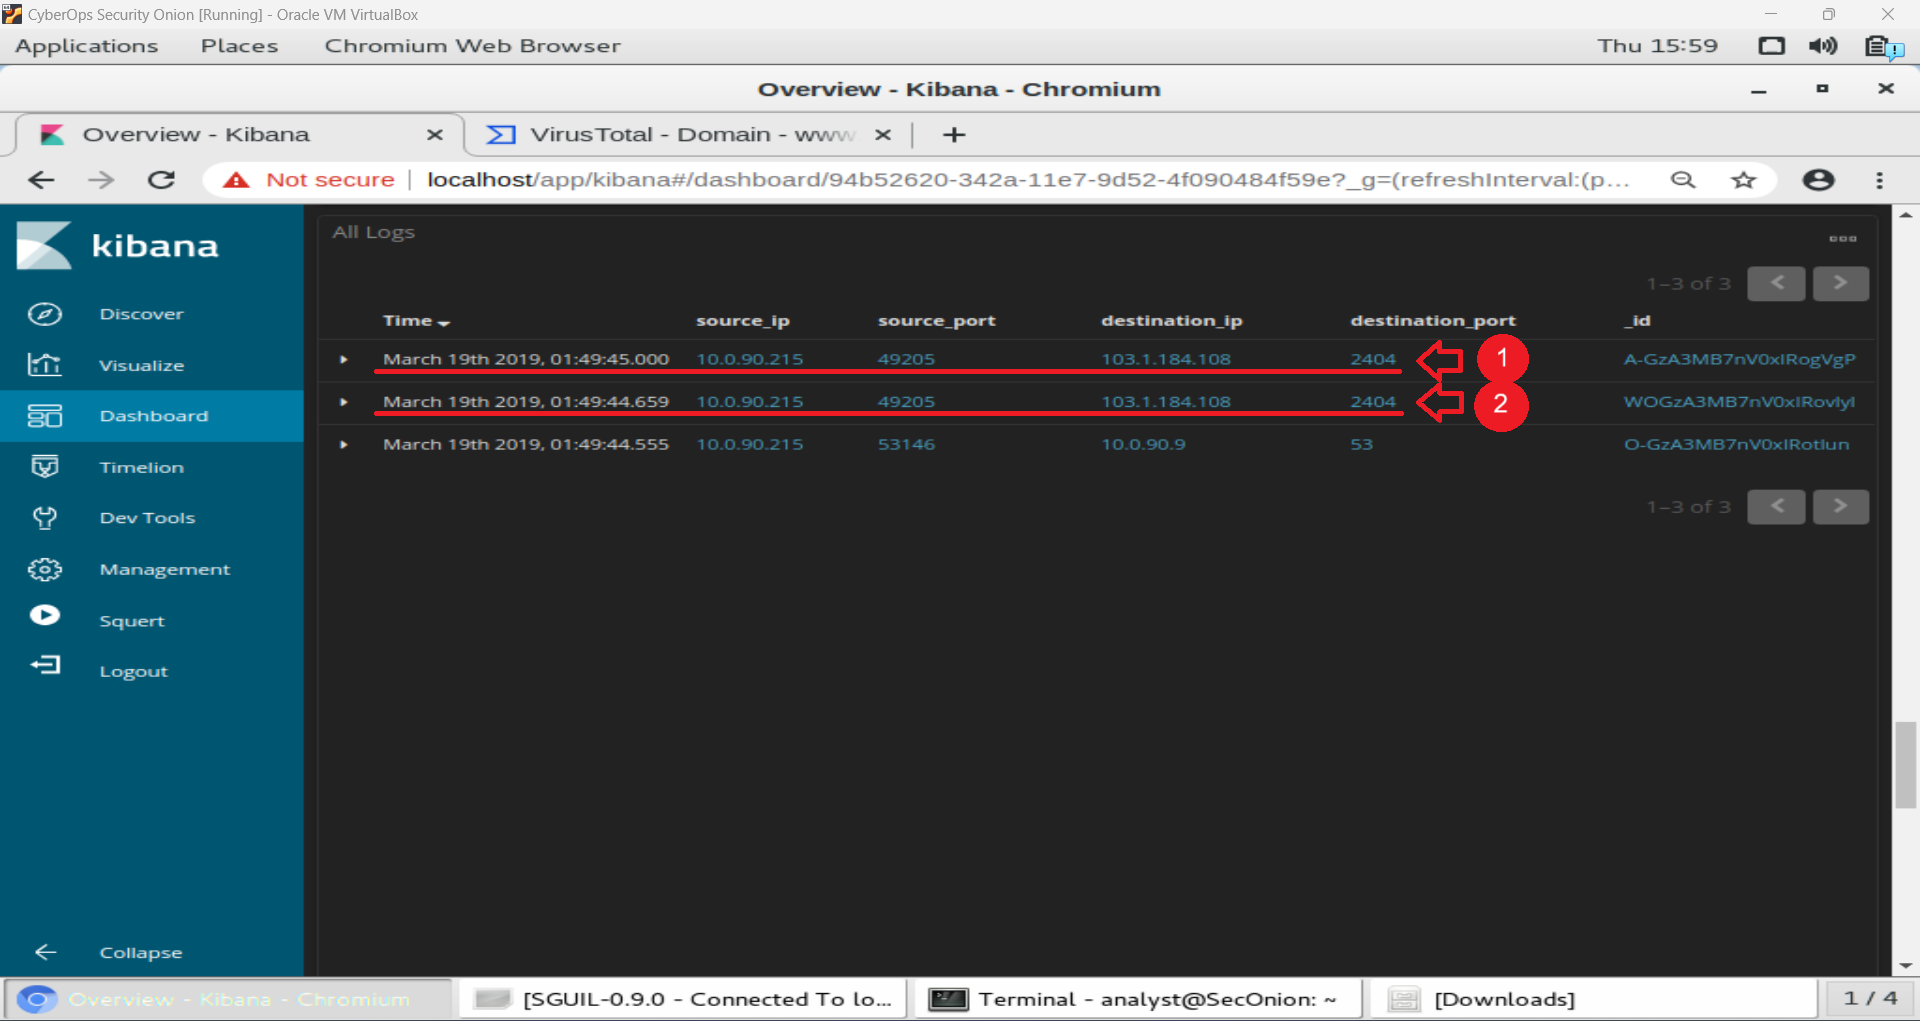 CyberOps Security Onion [Running] - Oracle VM VirtualBox
Applications Places Chromium Web Browser Thu 15:59
Overview - Kibana - Chromium
Overview - Kibana VirusTotal - Domain - www
Not secure localhost/app/kibana#/dashboard/94b52620-342a-11e7-9d52-4f090484f59e?_g=(refreshInterval:(p...
kibana
Discover
Visualize
Dashboard
Timelion
Dev Tools
Management
Squert
Logout
Collapse
All Logs
1–3 of 3
Time source_ip source_port destination_ip destination_port _id
March 19th 2019, 01:49:45.000 10.0.90.215 49205 103.1.184.108 2404 1 A-GzA3MB7nV0xIRogVgP
March 19th 2019, 01:49:44.659 10.0.90.215 49205 103.1.184.108 2404 2 WOGzA3MB7nV0xIRovlyl
March 19th 2019, 01:49:44.555 10.0.90.215 53146 10.0.90.9 53 O-GzA3MB7nV0xIRotlun
1–3 of 3
Overview - Kibana - Chromium [SGUIL-0.9.0 - Connected To lo... Terminal - analyst@SecOnion: ~ [Downloads] 1 / 4